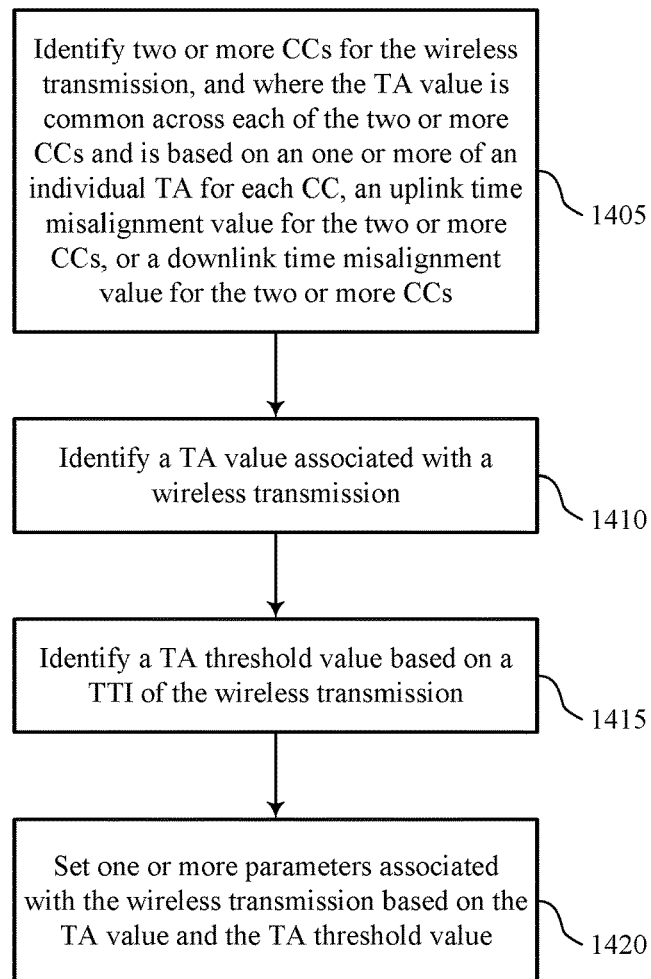 Identify two or more CCs for the wireless
transmission, and where the TA value is
common across each of the two or more
CCs and is based on an one or more of an
individual TA for each CC, an uplink time
misalignment value for the two or more
CCs, or a downlink time misalignment
value for the two or more CCs
1405
Identify a TA value associated with a
wireless transmission
1410
Identify a TA threshold value based on a
TTI of the wireless transmission
1415
Set one or more parameters associated
with the wireless transmission based on the
TA value and the TA threshold value
1420